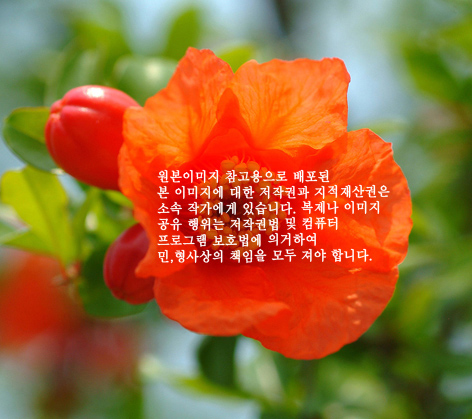 원본이미지 참고용으로 배포된
본 이미지에 대한 저작권과 지적재산권은
소속 작가에게 있습니다. 복제나 이미지
공유 행위는 저작권법 및 컴퓨터
프로그램 보호법에 의거하여
민,형사상의 책임을 모두 져야 합니다.